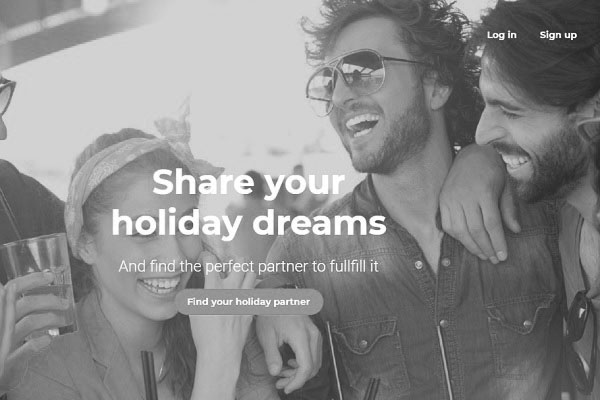 Log in Sign up
Share your
holiday dreams
And find the perfect partner to fullfill it
Find your holiday partner